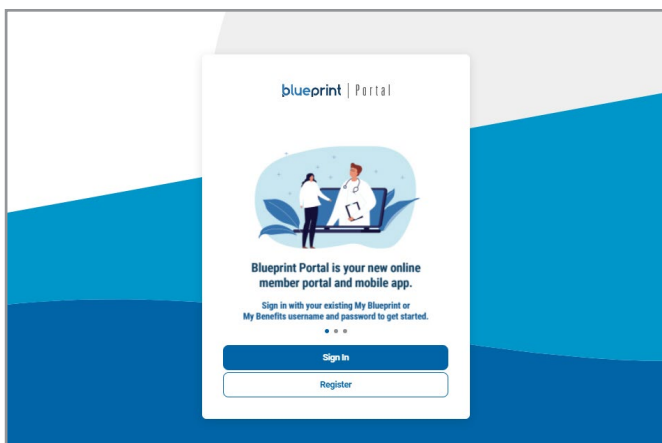 blueprint | Portal
Blueprint Portal is your new online
member portal and mobile app.
Sign in with your existing My Blueprint or
My Benefits username and password to get started.
Sign In
Register